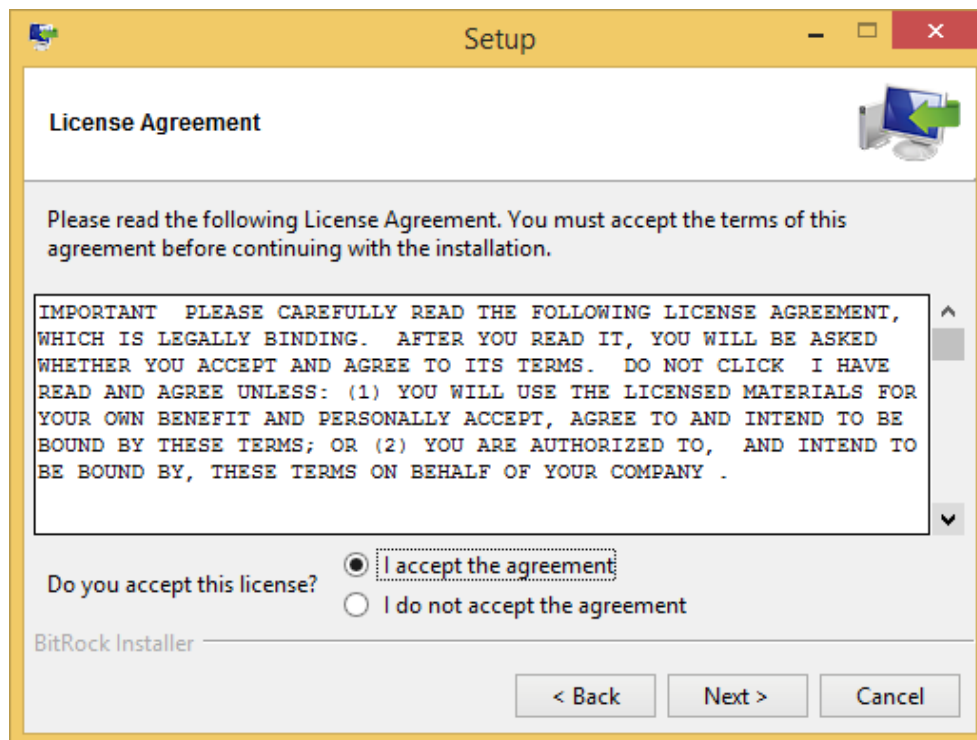 Setup
License Agreement
Please read the following License Agreement. You must accept the terms of this
agreement before continuing with the installation.
IMPORTANT  PLEASE CAREFULLY READ THE FOLLOWING LICENSE AGREEMENT,
WHICH IS LEGALLY BINDING.  AFTER YOU READ IT, YOU WILL BE ASKED
WHETHER YOU ACCEPT AND AGREE TO ITS TERMS.  DO NOT CLICK  I HAVE
READ AND AGREE UNLESS: (1) YOU WILL USE THE LICENSED MATERIALS FOR
YOUR OWN BENEFIT AND PERSONALLY ACCEPT, AGREE TO AND INTEND TO BE
BOUND BY THESE TERMS; OR (2) YOU ARE AUTHORIZED TO,  AND INTEND TO
BE BOUND BY, THESE TERMS ON BEHALF OF YOUR COMPANY .
Do you accept this license?
I accept the agreement
I do not accept the agreement
BitRock Installer
< Back
Next >
Cancel